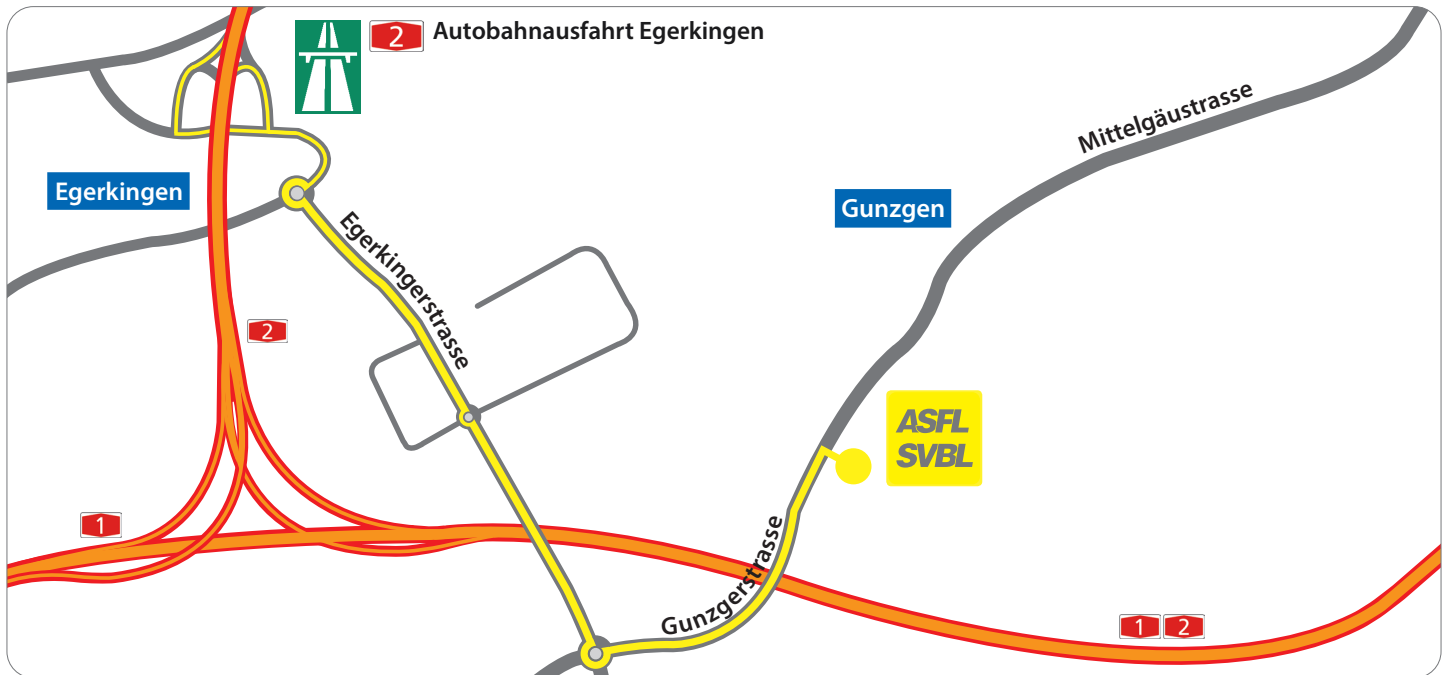 2 Autobahnausfahrt Egerkingen
Mittelgäustrasse
Egerkingen
Gunzgen
Egerkingerstrasse
2
ASFL
SVBL
1
Gunzgerstrasse
1 2